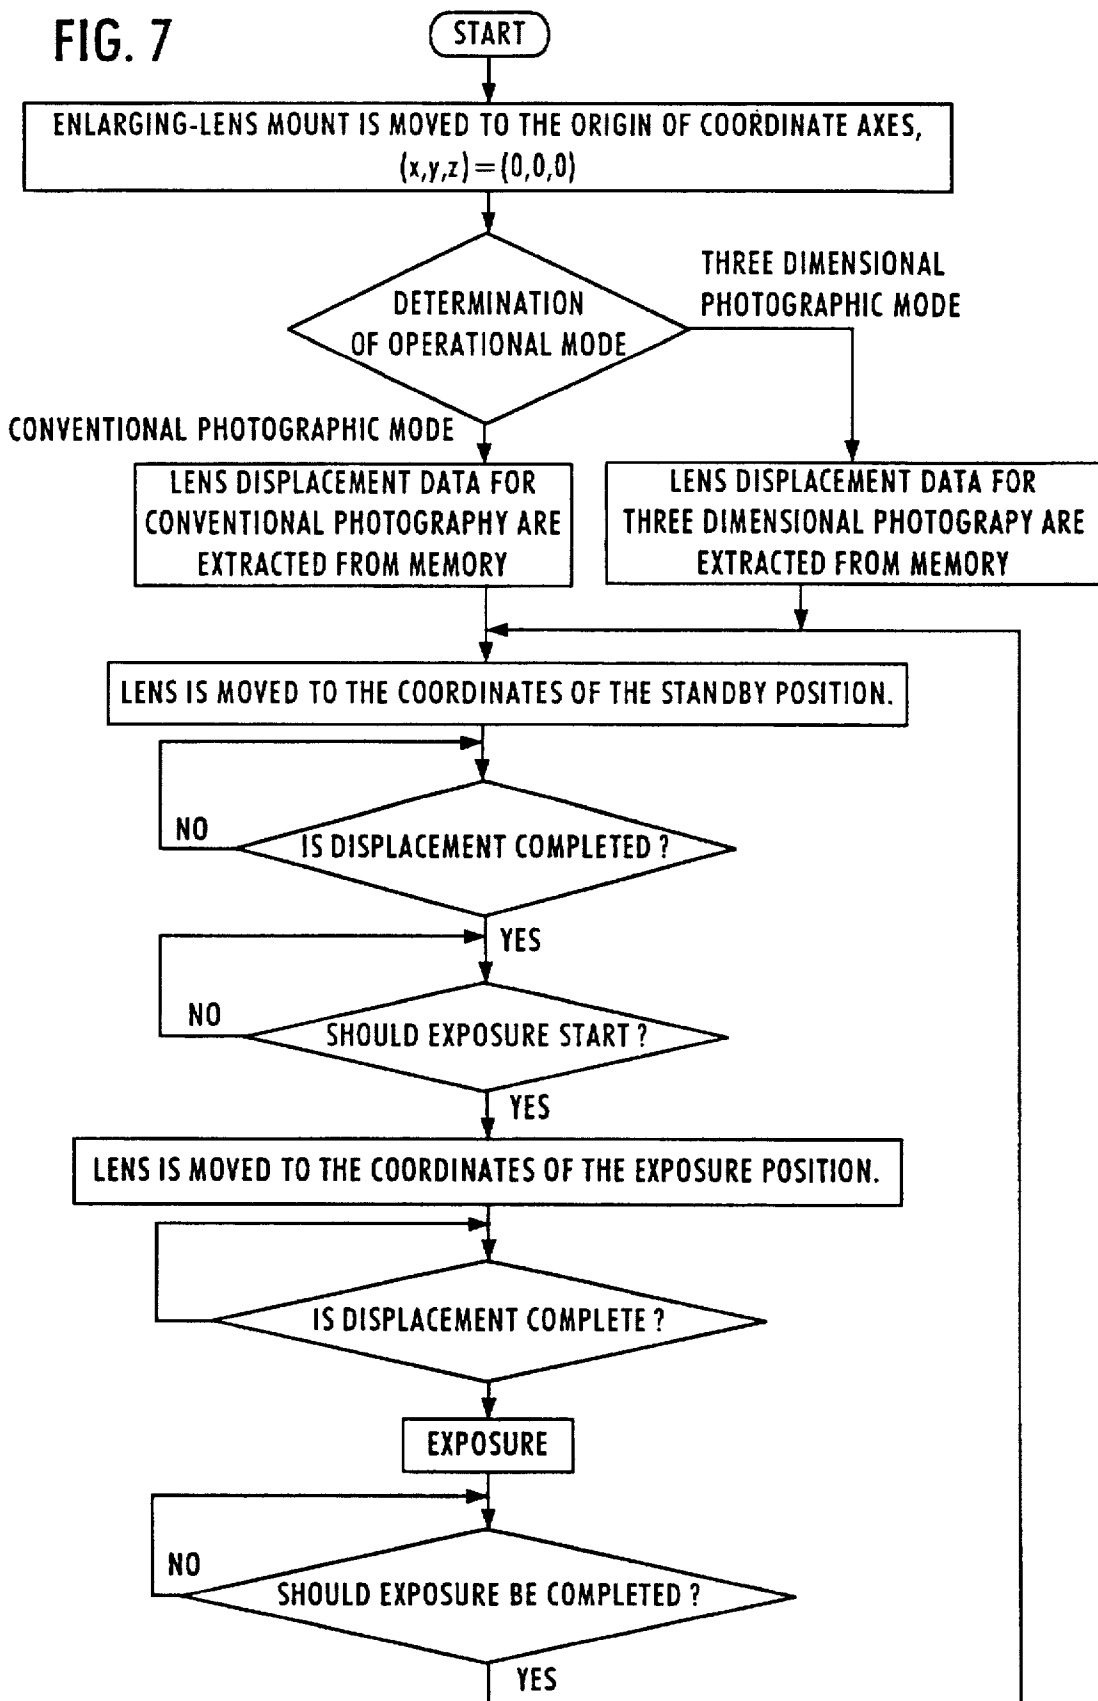 FIG. 7
START
ENLARGING-LENS MOUNT IS MOVED TO THE ORIGIN OF COORDINATE AXES,
(x,y,z)=(0,0,0)
DETERMINATION
OF OPERATIONAL MODE
THREE DIMENSIONAL
PHOTOGRAPHIC MODE
CONVENTIONAL PHOTOGRAPHIC MODE
LENS DISPLACEMENT DATA FOR
CONVENTIONAL PHOTOGRAPHY ARE
EXTRACTED FROM MEMORY
LENS DISPLACEMENT DATA FOR
THREE DIMENSIONAL PHOTOGRAPY ARE
EXTRACTED FROM MEMORY
LENS IS MOVED TO THE COORDINATES OF THE STANDBY POSITION.
NO
IS DISPLACEMENT COMPLETED ?
YES
NO
SHOULD EXPOSURE START ?
YES
LENS IS MOVED TO THE COORDINATES OF THE EXPOSURE POSITION.
IS DISPLACEMENT COMPLETE ?
EXPOSURE
NO
SHOULD EXPOSURE BE COMPLETED ?
YES